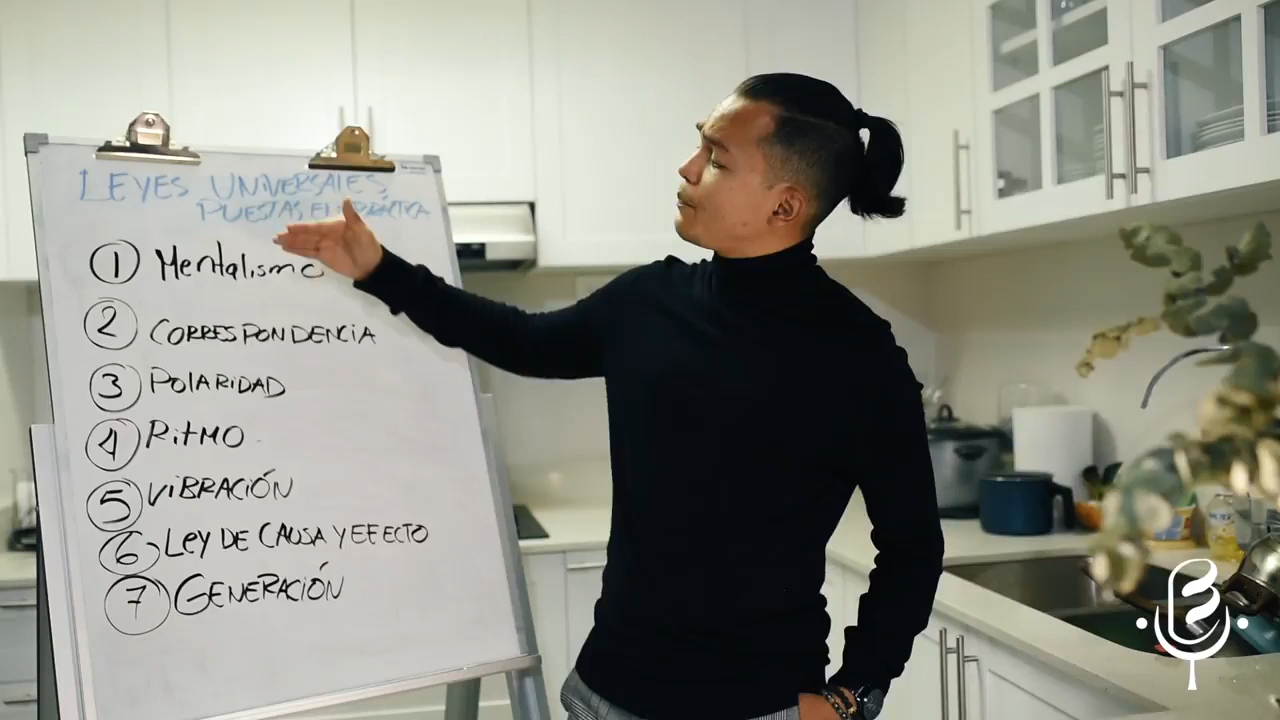 LEYES UNIVERSALES
PUESTAS EN PRÁCTICA
1 Mentalismo
2 CORRESPONDENCIA
3 POLARIDAD
4 RITMO
5 VIBRACIÓN
6 LEY DE CAUSA Y EFECTO
7 GENERACIÓN